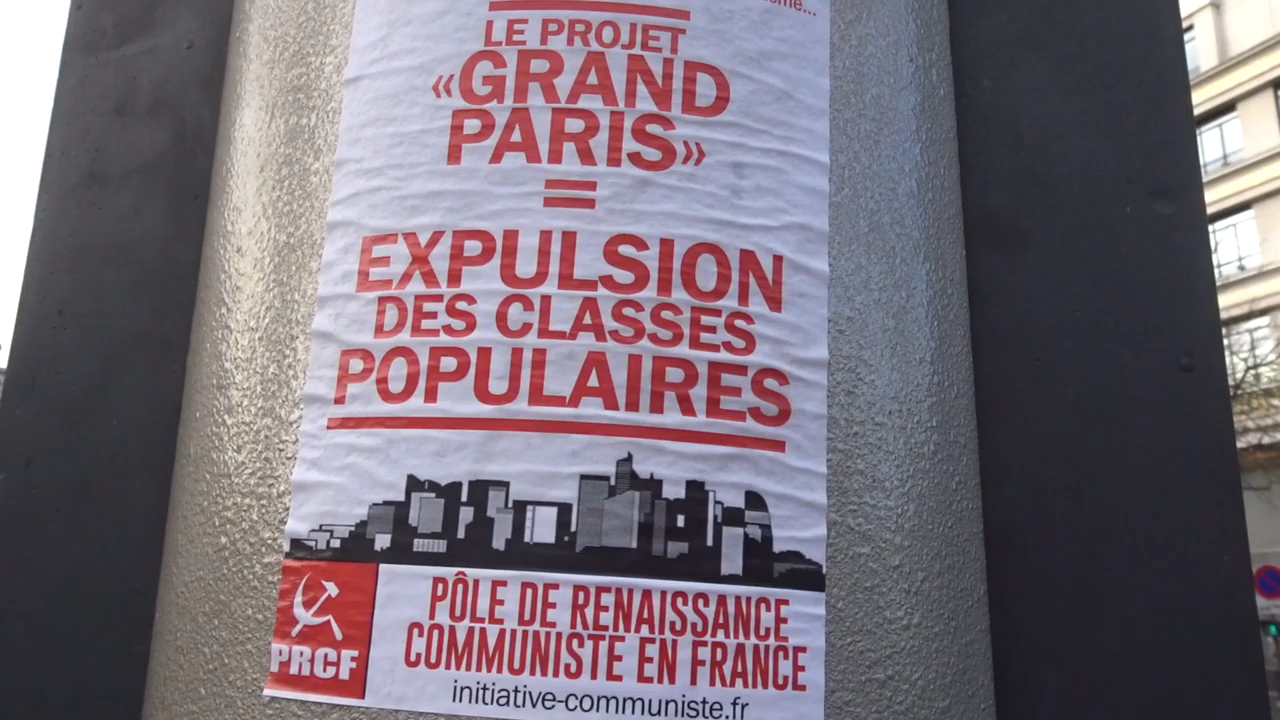 LE PROJET
«GRAND
PARIS»
=
EXPULSION
DES CLASSES
POPULAIRES
PRCF
PÔLE DE RENAISSANCE
COMMUNISTE EN FRANCE
initiative-communiste.fr